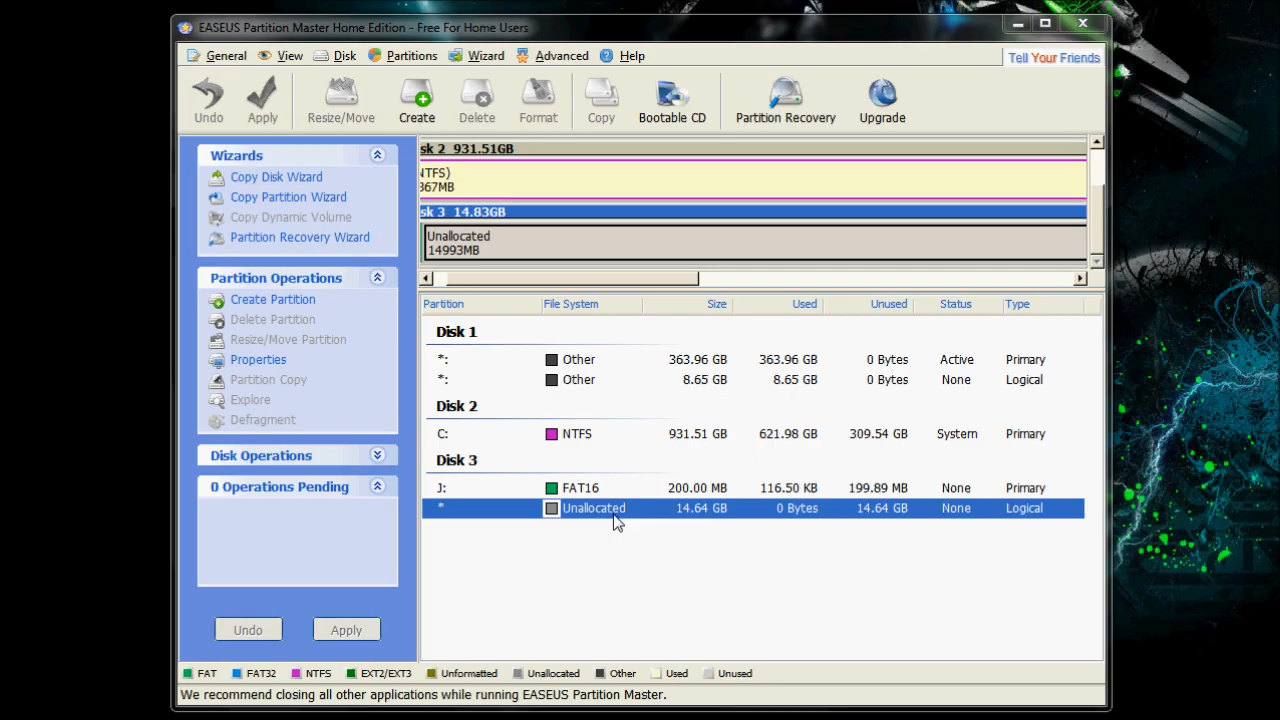 EASEUS Partition Master Home Edition - Free For Home Users
General View Disk Partitions Wizard Advanced Help Tell Your Friends
Undo Apply Resize/Move Create Delete Format Copy Bootable CD Partition Recovery Upgrade
Wizards
Copy Disk Wizard
Copy Partition Wizard
Copy Dynamic Volume
Partition Recovery Wizard
Partition Operations
Create Partition
Delete Partition
Resize/Move Partition
Properties
Partition Copy
Explore
Defragment
Disk Operations
0 Operations Pending
Undo Apply
sk 2 931.51GB
NTFS)
367MB
sk 3 14.83GB
Unallocated
14993MB
Partition File System Size Used Unused Status Type
Disk 1
*: Other 363.96 GB 363.96 GB 0 Bytes Active Primary
*: Other 8.65 GB 8.65 GB 0 Bytes None Logical
Disk 2
C: NTFS 931.51 GB 621.98 GB 309.54 GB System Primary
Disk 3
J: FAT16 200.00 MB 116.50 KB 199.89 MB None Primary
* Unallocated 14.64 GB 0 Bytes 14.64 GB None Logical
FAT FAT32 NTFS EXT2/EXT3 Unformatted Unallocated Other Used Unused
We recommend closing all other applications while running EASEUS Partition Master.